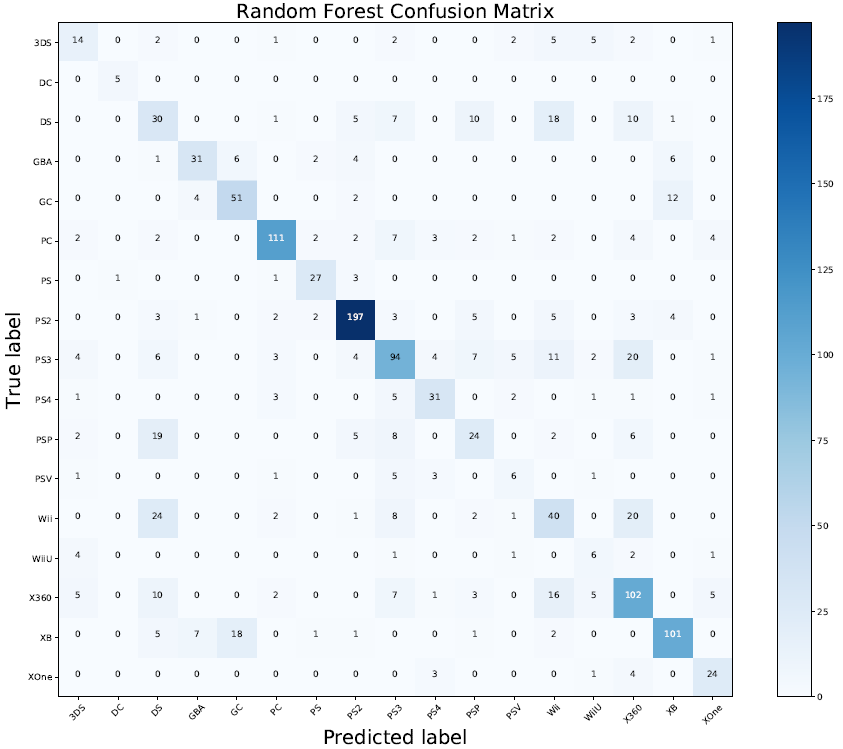 Random Forest Confusion Matrix
3DS 14 0 2 0 0 1 0 0 2 0 0 2 5 5 2 0 1
DC 0 5 0 0 0 0 0 0 0 0 0 0 0 0 0 0 0
DS 0 0 30 0 0 1 0 5 7 0 10 0 18 0 10 1 0
GBA 0 0 1 31 6 0 2 4 0 0 0 0 0 0 0 6 0
GC 0 0 0 4 51 0 0 2 0 0 0 0 0 0 0 12 0
PC 2 0 2 0 0 111 2 2 7 3 2 1 2 0 4 0 4
PS 0 1 0 0 0 1 27 3 0 0 0 0 0 0 0 0 0
PS2 0 0 3 1 0 2 2 197 3 0 5 0 5 0 3 4 0
PS3 4 0 6 0 0 3 0 4 94 4 7 5 11 2 20 0 1
PS4 1 0 0 0 0 3 0 0 5 31 0 2 0 1 1 0 1
PSP 2 0 19 0 0 0 0 5 8 0 24 0 2 0 6 0 0
PSV 1 0 0 0 0 1 0 0 5 3 0 6 0 1 0 0 0
Wii 0 0 24 0 0 2 0 1 8 0 2 1 40 0 20 0 0
WiiU 4 0 0 0 0 0 0 0 1 0 0 1 0 6 2 0 1
X360 5 0 10 0 0 2 0 0 7 1 3 0 16 5 102 0 5
XB 0 0 5 7 18 0 1 1 0 0 1 0 2 0 0 101 0
XOne 0 0 0 0 0 0 0 0 0 3 0 0 0 1 4 0 24
3DS DC DS GBA GC PC PS PS2 PS3 PS4 PSP PSV Wii WiiU X360 XB XOne
Predicted label
True label
175
150
125
100
75
50
25
0